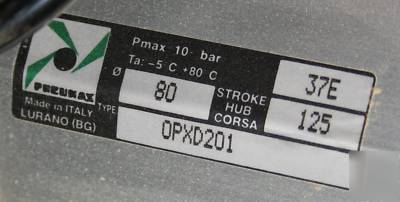 Pmax 10 bar
Ta: -5 C +80 C
PNEUMAX
Made in ITALY
LURANO (BG)
Ø 80
STROKE
HUB
CORSA
37E
125
TYPE
OPXD201